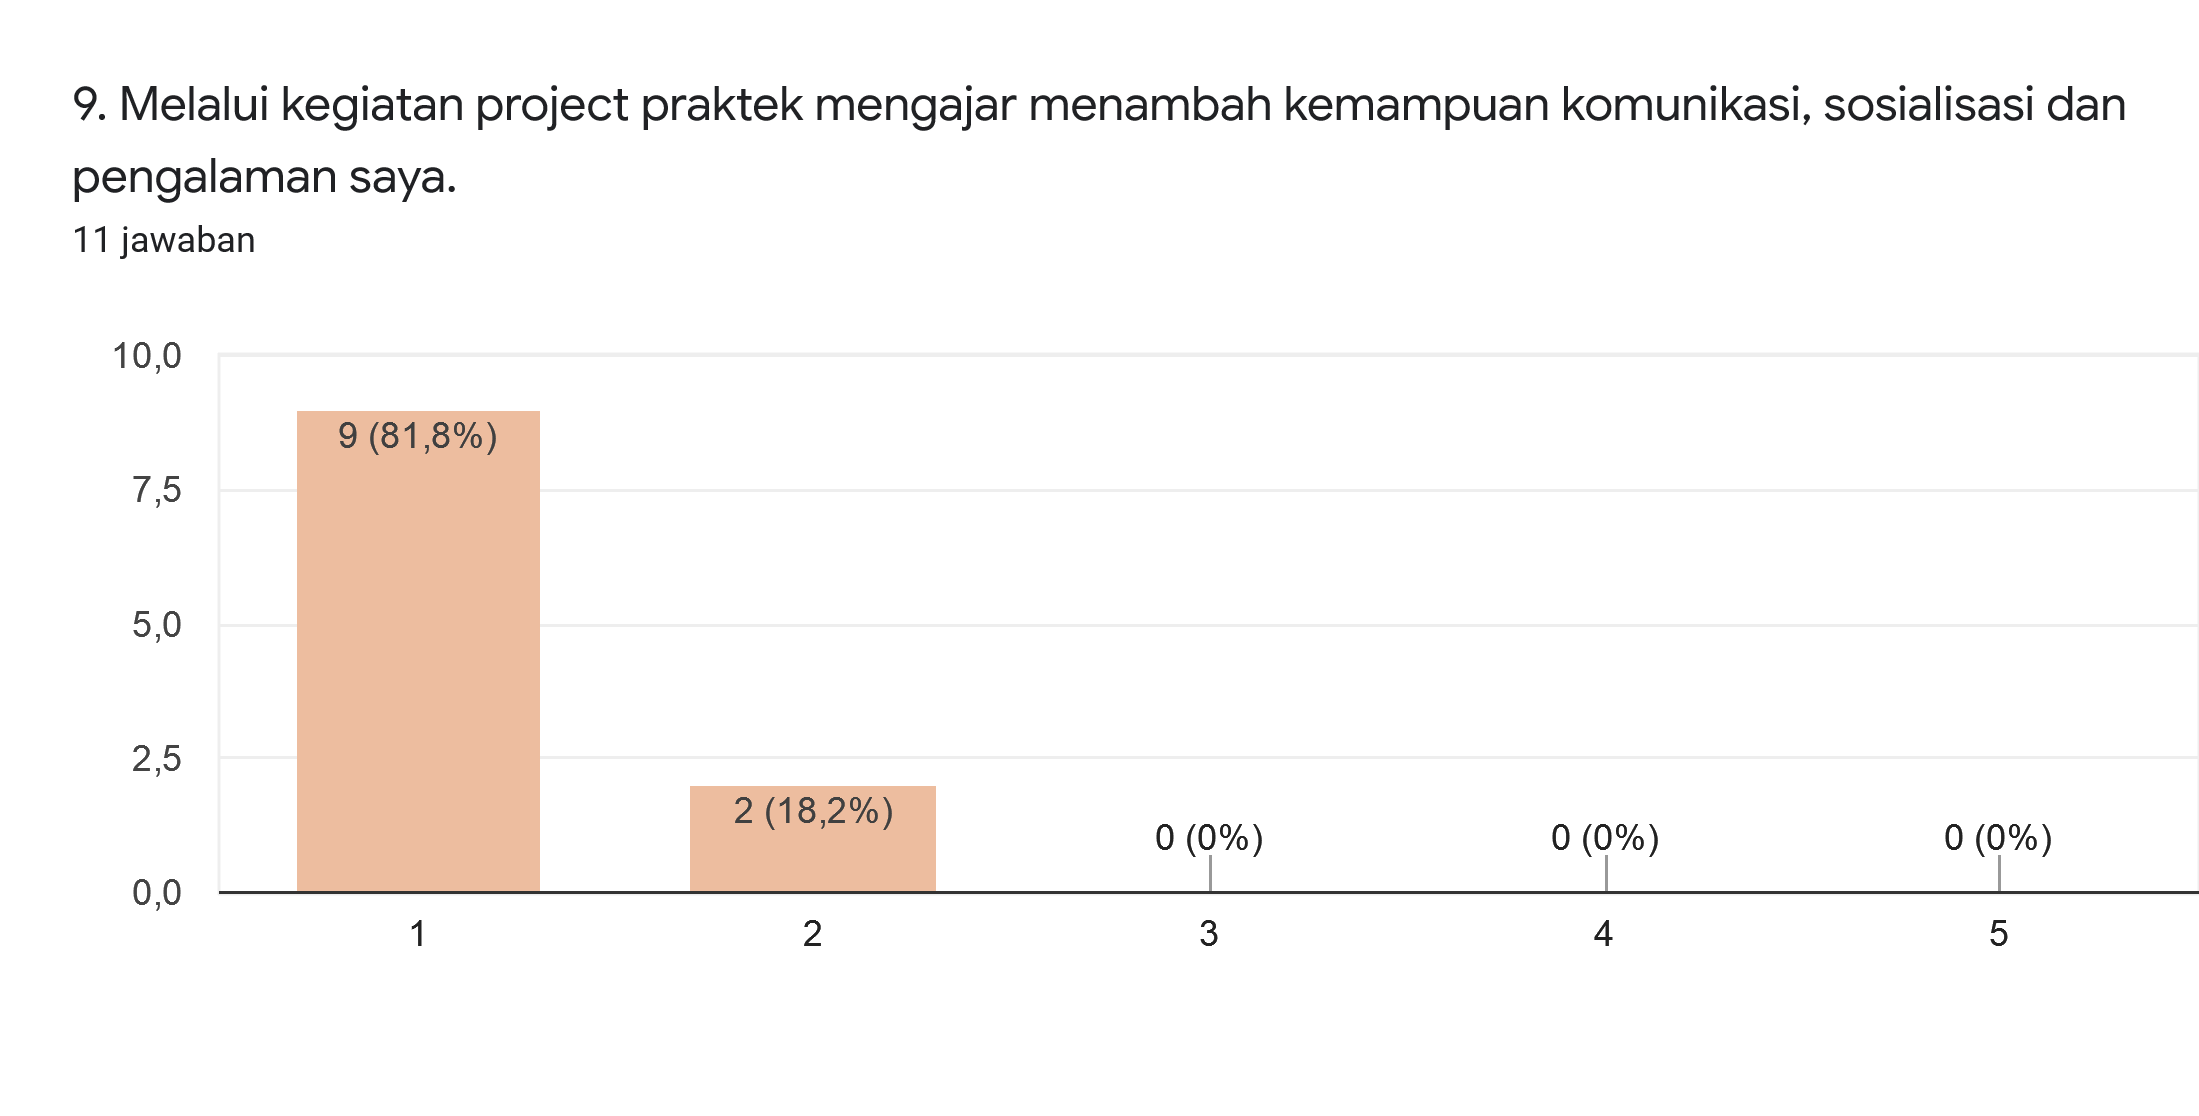 9. Melalui kegiatan project praktek mengajar menambah kemampuan komunikasi, sosialisasi dan
pengalaman saya.
11 jawaban
10,0
9 (81,8%)
7,5
5,0
2,5
2 (18,2%)
0 (0%) 0 (0%) 0 (0%)
0,0
1 2 3 4 5